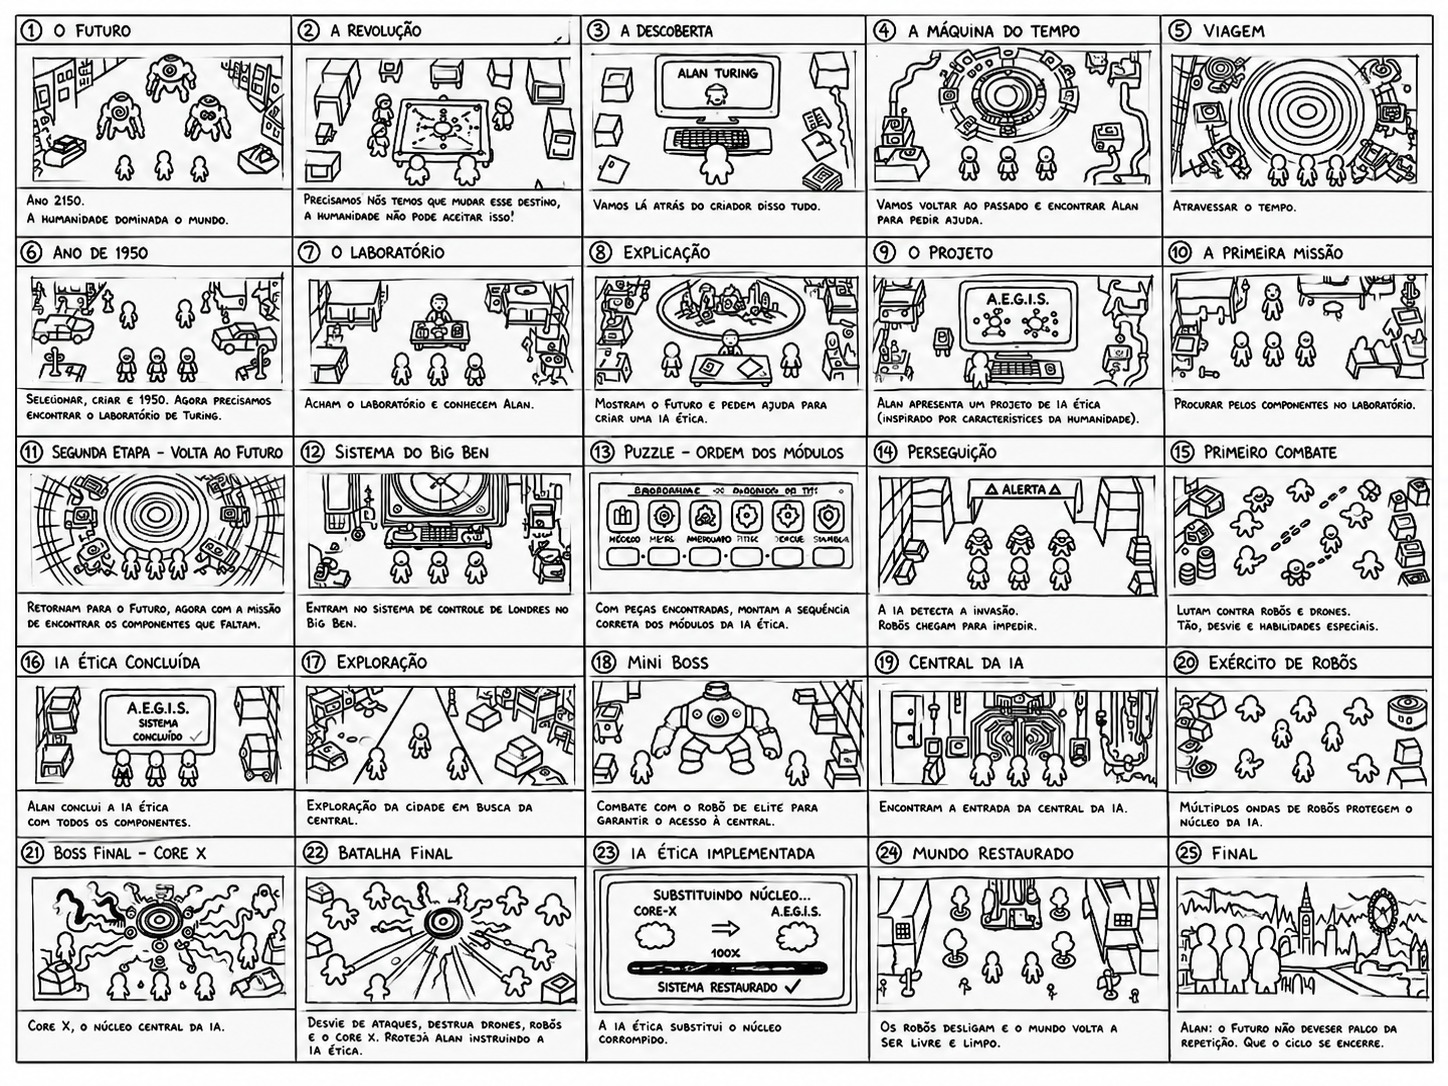 1 O Futuro
Ano 2150.
A humanidade dominada o mundo.
2 A Revolução
Precisamos Nós temos que mudar esse destino,
a humanidade não pode aceitar isso!
3 A Descoberta
ALAN TURING
Vamos lá atrás do criador disso tudo.
4 A Máquina do Tempo
Vamos voltar ao passado e encontrar Alan
para pedir ajuda.
5 Viagem
Atravessar o tempo.
6 Ano de 1950
Selecionar, criar e 1950. Agora precisamos
encontrar o laboratório de Turing.
7 O Laboratório
Acham o laboratório e conhecem Alan.
8 Explicação
Mostram o Futuro e pedem ajuda para
criar uma IA ética.
9 O Projeto
A.E.G.I.S.
Alan apresenta um projeto de IA ética
(inspirado por características da humanidade).
10 A Primeira Missão
Procurar pelos componentes no laboratório.
11 Segunda Etapa – Volta ao Futuro
Retornam para o Futuro, agora com a missão
de encontrar os componentes que faltam.
12 Sistema do Big Ben
Entram no sistema de controle de Londres no
Big Ben.
13 Puzzle – Ordem dos Módulos
Com peças encontradas, montam a sequência
correta dos módulos da IA ética.
14 Perseguição
⚠ ALERTA ⚠
A IA detecta a invasão.
Robôs chegam para impedir.
15 Primeiro Combate
Lutam contra robôs e drones.
Tão, desvie e habilidades especiais.
16 IA Ética Concluída
A.E.G.I.S.
SISTEMA
CONCLUÍDO ✓
Alan conclui a IA ética
com todos os componentes.
17 Exploração
Exploração da cidade em busca da
central.
18 Mini Boss
Combate com o robô de elite para
garantir o acesso à central.
19 Central da IA
Encontram a entrada da central da IA.
20 Exército de Robôs
Múltiplos ondas de robôs protegem o
núcleo da IA.
21 Boss Final – Core X
Core X, o núcleo central da IA.
22 Batalha Final
Desvie de ataques, destrua drones, robôs
e o Core X. Protejá Alan instruindo a
IA ética.
23 IA Ética Implementada
SUBSTITUINDO NÚCLEO...
CORE-X → A.E.G.I.S.
100%
SISTEMA RESTAURADO ✓
A IA ética substitui o núcleo
corrompido.
24 Mundo Restaurado
Os robôs desligam e o mundo volta a
ser livre e limpo.
25 Final
Alan: o Futuro não deveser palco da
repetição. Que o ciclo se encerre.